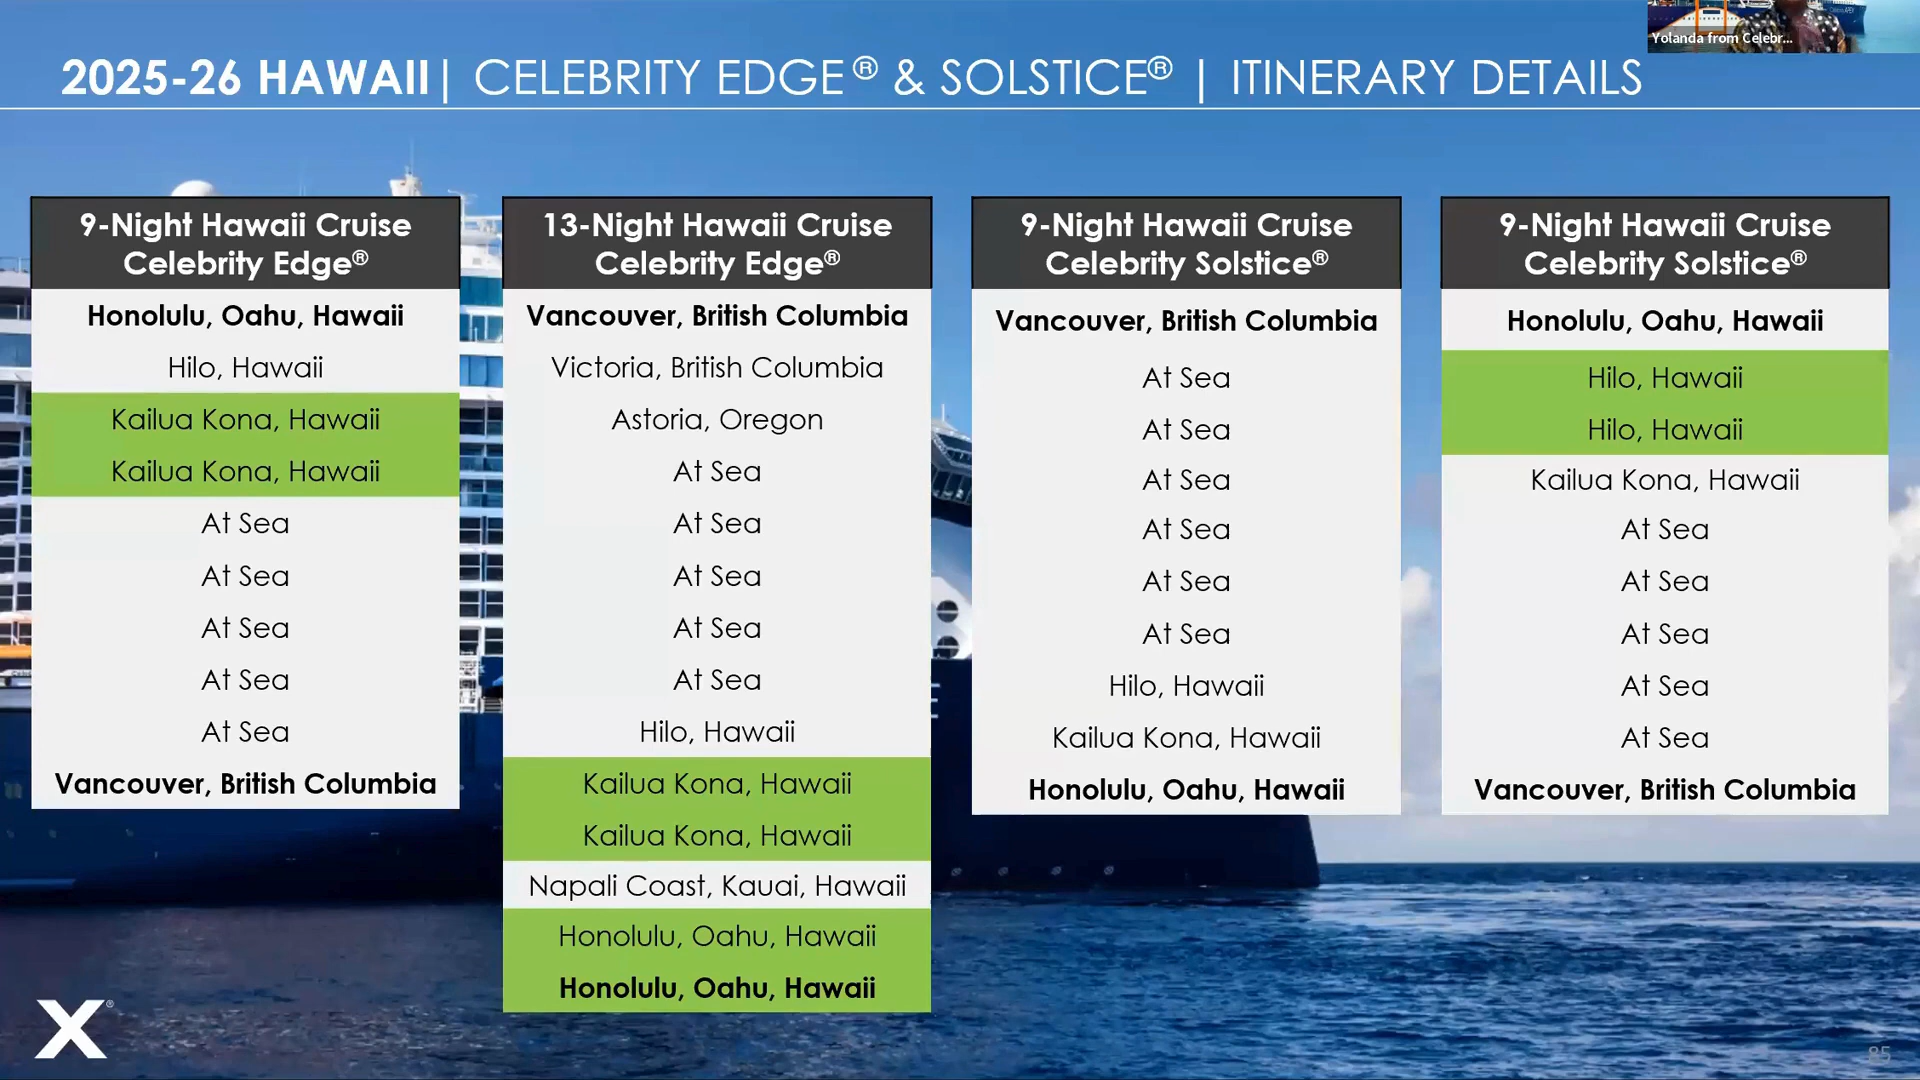 Yolanda from Celebr...
2025-26 HAWAII| CELEBRITY EDGE® & SOLSTICE® | ITINERARY DETAILS
9-Night Hawaii Cruise
Celebrity Edge®
Honolulu, Oahu, Hawaii
Hilo, Hawaii
Kailua Kona, Hawaii
Kailua Kona, Hawaii
At Sea
At Sea
At Sea
At Sea
At Sea
Vancouver, British Columbia
13-Night Hawaii Cruise
Celebrity Edge®
Vancouver, British Columbia
Victoria, British Columbia
Astoria, Oregon
At Sea
At Sea
At Sea
At Sea
At Sea
Hilo, Hawaii
Kailua Kona, Hawaii
Kailua Kona, Hawaii
Napali Coast, Kauai, Hawaii
Honolulu, Oahu, Hawaii
Honolulu, Oahu, Hawaii
9-Night Hawaii Cruise
Celebrity Solstice®
Vancouver, British Columbia
At Sea
At Sea
At Sea
At Sea
At Sea
At Sea
Hilo, Hawaii
Kailua Kona, Hawaii
Honolulu, Oahu, Hawaii
9-Night Hawaii Cruise
Celebrity Solstice®
Honolulu, Oahu, Hawaii
Hilo, Hawaii
Hilo, Hawaii
Kailua Kona, Hawaii
At Sea
At Sea
At Sea
At Sea
At Sea
Vancouver, British Columbia
X®
85